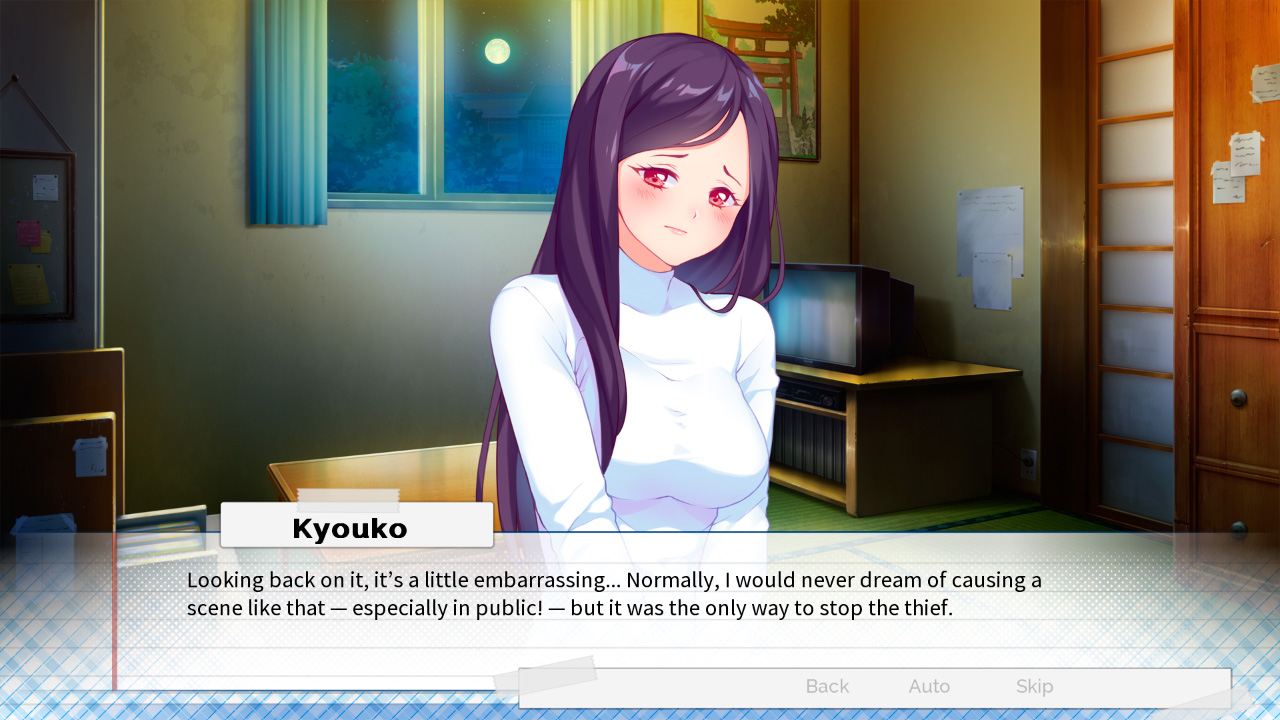 Kyouko
Looking back on it, it’s a little embarrassing... Normally, I would never dream of causing a
scene like that — especially in public! — but it was the only way to stop the thief.
Back Auto Skip